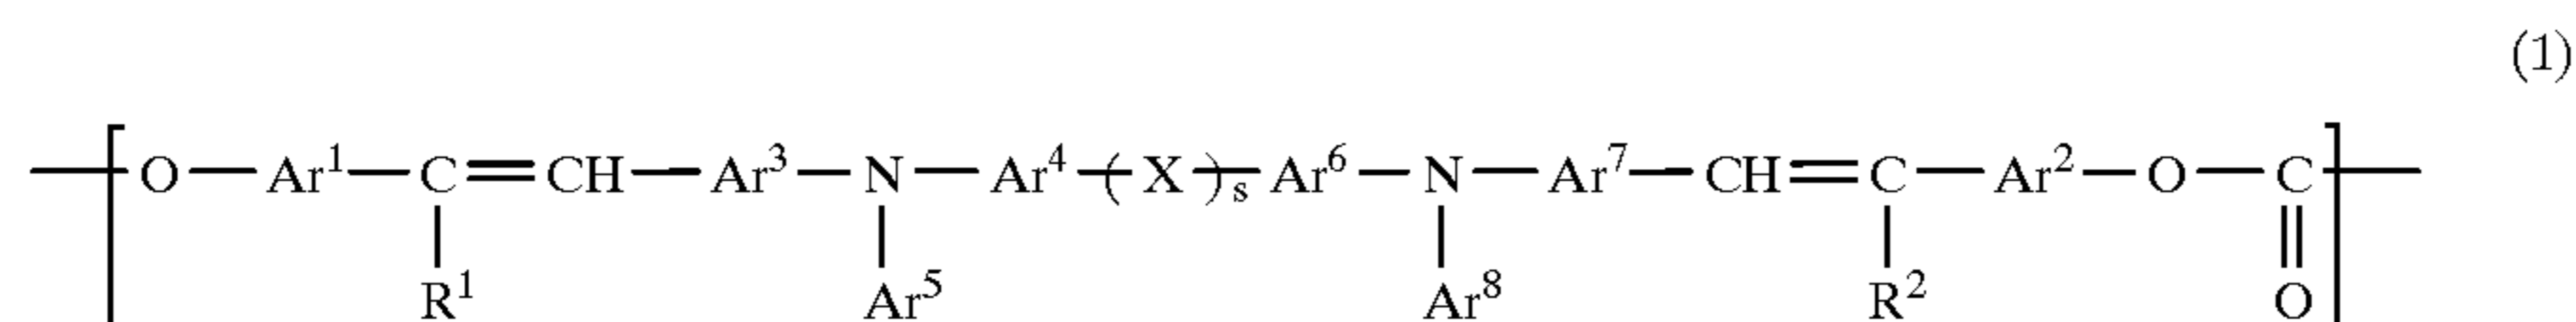 (1)
[O—Ar¹—C=CH—Ar³—N—Ar⁴—(X)ₛ—Ar⁶—N—Ar⁷—CH=C—Ar²—O—C]
R¹ Ar⁵ Ar⁸ R² O